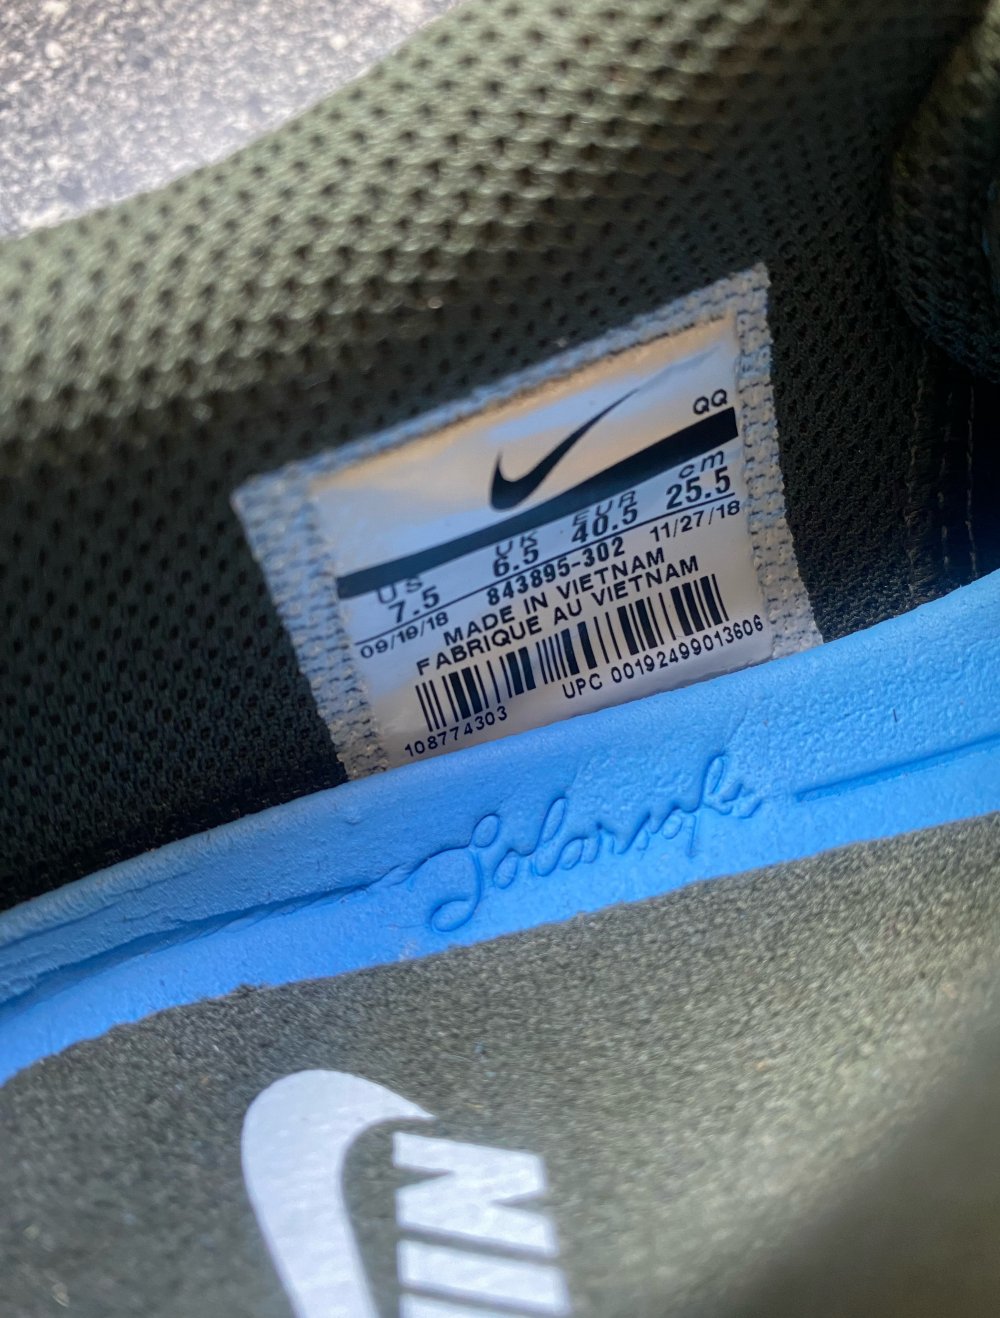 QQ
US UK EUR cm
7.5 6.5 40.5 25.5
09/19/18 843895-302 11/27/18
MADE IN VIETNAM
FABRIQUE AU VIETNAM
108774303 UPC 00192499013606
Solarsoft
NIKE